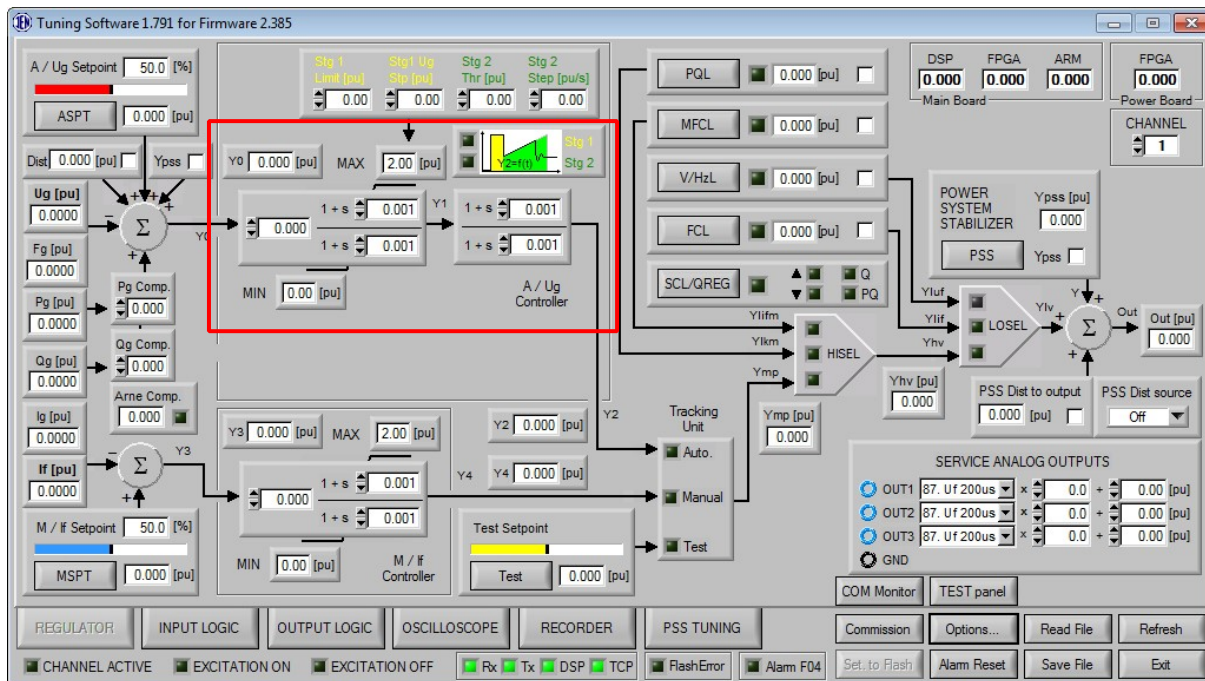 Tuning Software 1.791 for Firmware 2.385
A / Ug Setpoint 50.0 [%]
ASPT 0.000 [pu]
Dist 0.000 [pu] Ypss
Ug [pu]
0.0000
Fg [pu]
0.0000
Pg [pu]
0.0000
Qg [pu]
0.0000
Ig [pu]
0.0000
If [pu]
0.0000
Σ
Y0
Pg Comp.
0.000
Qg Comp.
0.000
Arne Comp.
0.000
Σ
Y3
M / If Setpoint 50.0 [%]
MSPT 0.000 [pu]
Stg 1 Stg1 Ug Stg 2 Stg 2
Limit [pu] Stp [pu] Thr [pu] Step [pu/s]
0.00 0.00 0.00 0.00
Y0 0.000 [pu] MAX 2.00 [pu]
Y2=f(t)
Stg 1
Stg 2
0.000 1 + s 0.001 Y1 1 + s 0.001
1 + s 0.001 1 + s 0.001
MIN 0.00 [pu]
A / Ug
Controller
Y3 0.000 [pu] MAX 2.00 [pu]
0.000 1 + s 0.001
1 + s 0.001
MIN 0.00 [pu]
M / If
Controller
Y2
Y2 0.000 [pu]
Y4
Y4 0.000 [pu]
Test Setpoint
Test 0.000 [pu]
Tracking
Unit
Auto.
Manual
Test
PQL 0.000 [pu]
MFCL 0.000 [pu]
V/HzL 0.000 [pu]
FCL 0.000 [pu]
SCL/QREG ▲ Q
▼ PQ
Ylifm
Ylkm
Ymp
HISEL
Ymp [pu]
0.000
Yhv [pu]
0.000
Yluf
Ylif
Yhv
LOSEL
Ylv
DSP FPGA ARM
0.000 0.000 0.000
Main Board
FPGA
0.000
Power Board
CHANNEL
1
POWER
SYSTEM
STABILIZER
Ypss [pu]
0.000
PSS Ypss
Y
Σ
Out
Out [pu]
0.000
PSS Dist to output
0.000 [pu]
PSS Dist source
Off
SERVICE ANALOG OUTPUTS
OUT1 87. Uf 200us x 0.0 + 0.00 [pu]
OUT2 87. Uf 200us x 0.0 + 0.00 [pu]
OUT3 87. Uf 200us x 0.0 + 0.00 [pu]
GND
COM Monitor TEST panel
REGULATOR INPUT LOGIC OUTPUT LOGIC OSCILLOSCOPE RECORDER PSS TUNING
Commission Options... Read File Refresh
CHANNEL ACTIVE EXCITATION ON EXCITATION OFF Rx Tx DSP TCP FlashError Alarm F04
Set. to Flash Alarm Reset Save File Exit